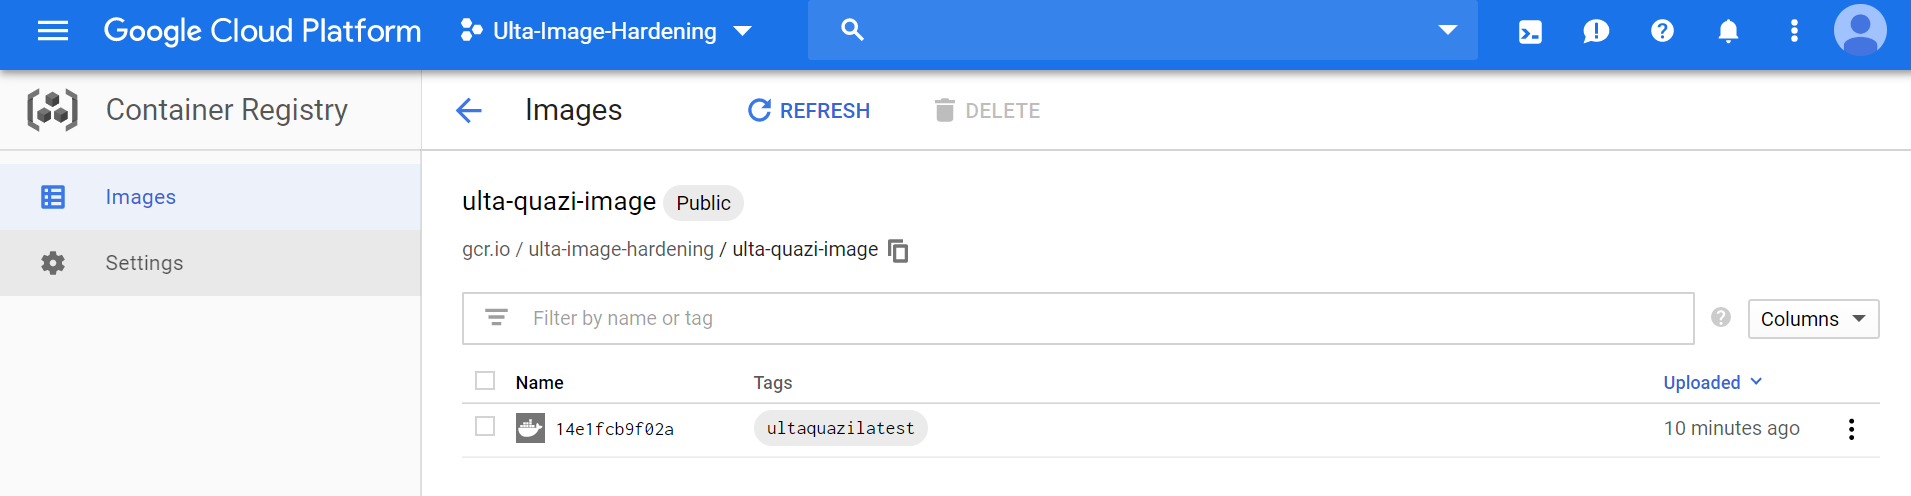 Google Cloud Platform Ulta-Image-Hardening
Container Registry Images REFRESH DELETE
Images
Settings
ulta-quazi-image Public
gcr.io / ulta-image-hardening / ulta-quazi-image
Filter by name or tag Columns
Name Tags Uploaded
14e1fcb9f02a ultaquazilatest 10 minutes ago